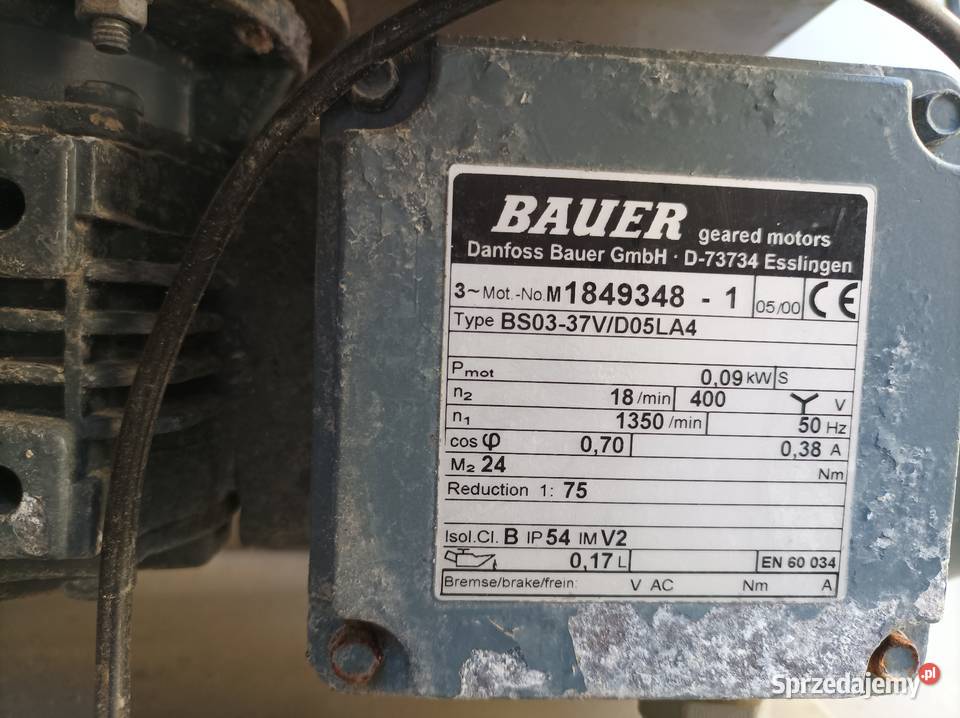 BAUER geared motors
Danfoss Bauer GmbH · D-73734 Esslingen
3~Mot.-No. M1849348 - 1 05/00 CE
Type BS03-37V/D05LA4
Pmot 0,09 kW S
n2 18 /min 400 V
n1 1350 /min 50 Hz
cos φ 0,70 0,38 A
M2 24 Nm
Reduction 1: 75
Isol.Cl. B IP 54 IM V2
0,17 L EN 60 034
Bremse/brake/frein: V AC Nm A
Sprzedajemy.pl